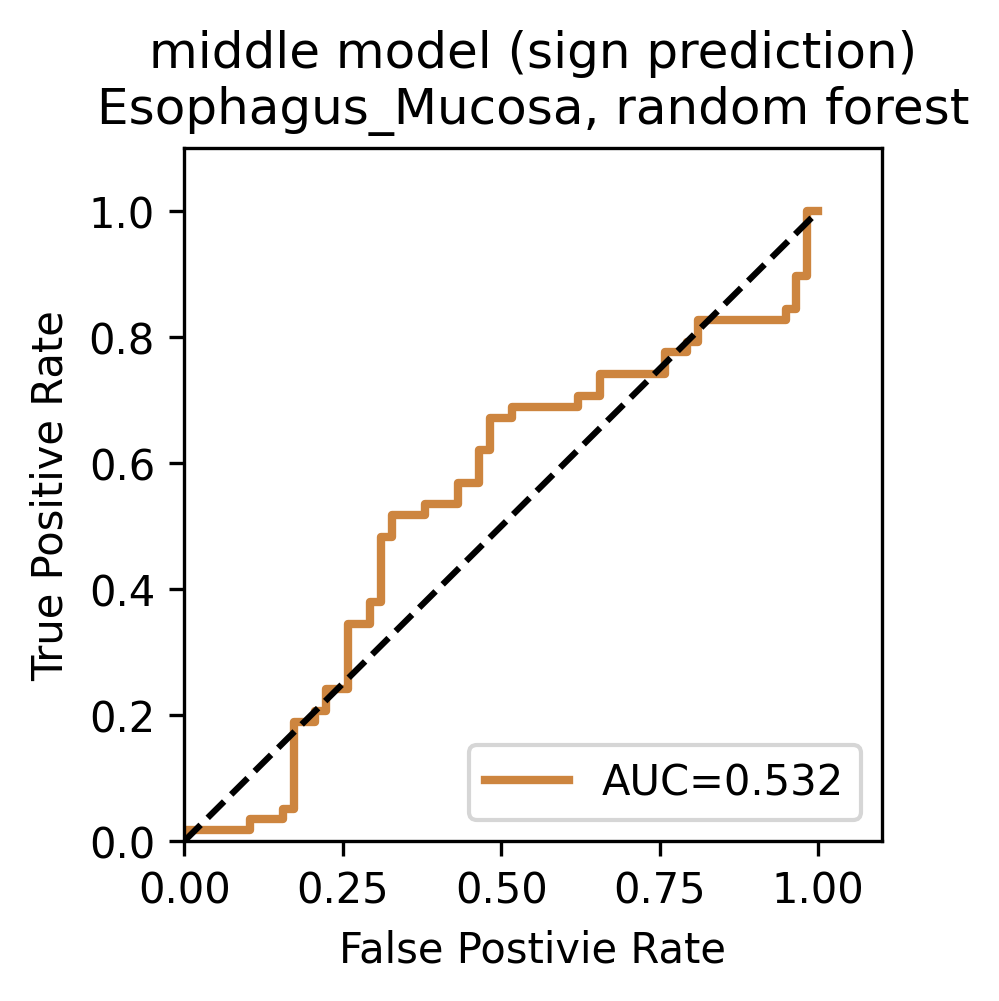 middle model (sign prediction)
Esophagus_Mucosa, random forest
1.0
0.8
0.6
0.4
0.2
0.0
True Positive Rate
AUC=0.532
0.00 0.25 0.50 0.75 1.00
False Postivie Rate